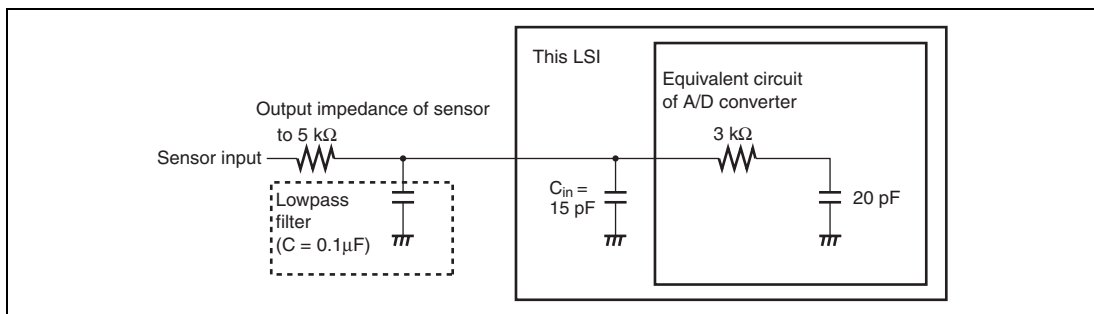 This LSI
Equivalent circuit
of A/D converter
Output impedance of sensor
to 5 kΩ
3 kΩ
Sensor input
Lowpass
filter
(C = 0.1μF)
Cin =
15 pF
20 pF